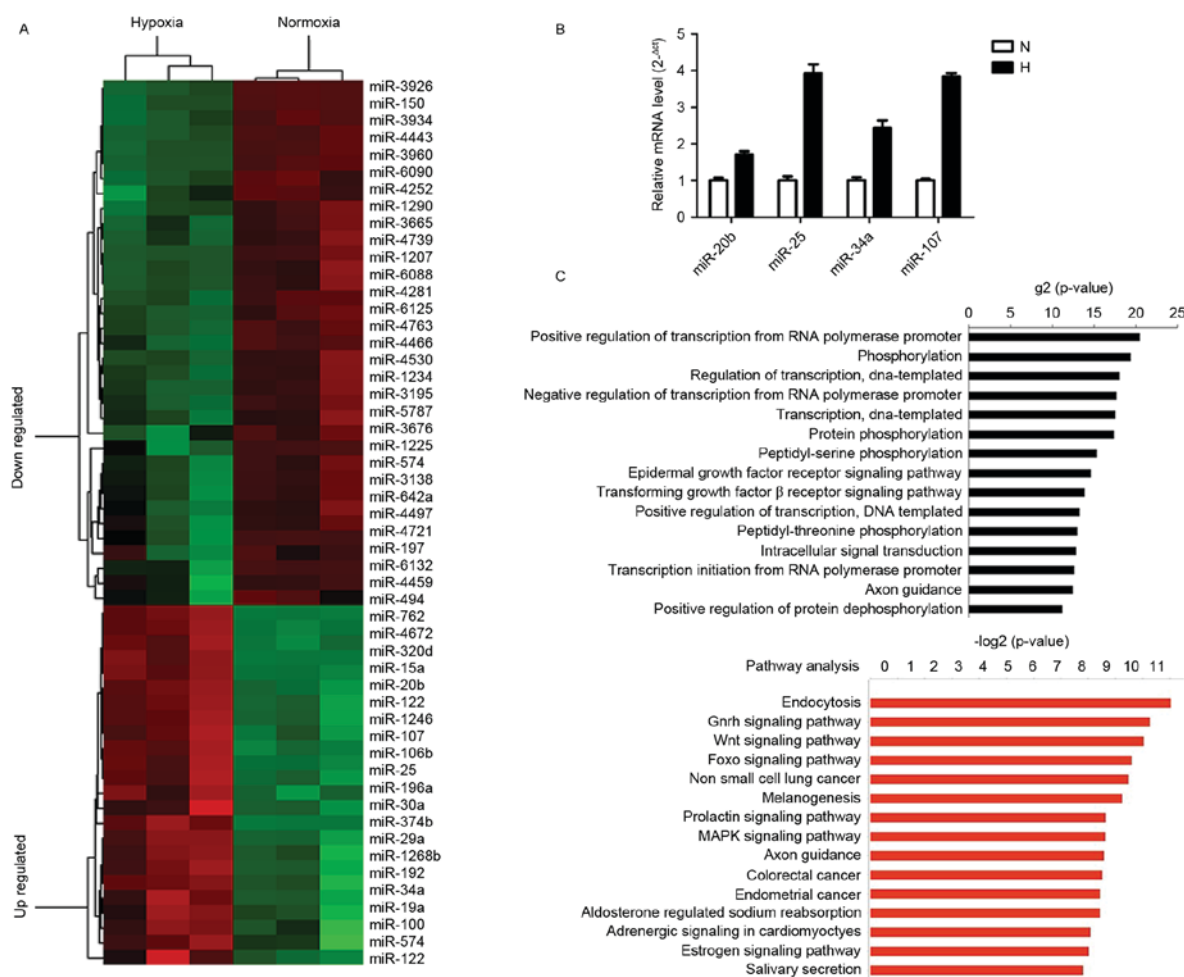 A
Hypoxia
Normoxia
Down regulated
Up regulated
miR-3926
miR-150
miR-3934
miR-4443
miR-3960
miR-6090
miR-4252
miR-1290
miR-3665
miR-4739
miR-1207
miR-6088
miR-4281
miR-6125
miR-4763
miR-4466
miR-4530
miR-1234
miR-3195
miR-5787
miR-3676
miR-1225
miR-574
miR-3138
miR-642a
miR-4497
miR-4721
miR-197
miR-6132
miR-4459
miR-494
miR-762
miR-4672
miR-320d
miR-15a
miR-20b
miR-122
miR-1246
miR-107
miR-106b
miR-25
miR-196a
miR-30a
miR-374b
miR-29a
miR-1268b
miR-192
miR-34a
miR-19a
miR-100
miR-574
miR-122
B
Relative mRNA level (2-Δct)
5
4
3
2
1
0
N
H
miR-20b
miR-25
miR-34a
miR-107
C
g2 (p-value)
0 5 10 15 20 25
Positive regulation of transcription from RNA polymerase promoter
Phosphorylation
Regulation of transcription, dna-templated
Negative regulation of transcription from RNA polymerase promoter
Transcription, dna-templated
Protein phosphorylation
Peptidyl-serine phosphorylation
Epidermal growth factor receptor signaling pathway
Transforming growth factor β receptor signaling pathway
Positive regulation of transcription, DNA templated
Peptidyl-threonine phosphorylation
Intracellular signal transduction
Transcription initiation from RNA polymerase promoter
Axon guidance
Positive regulation of protein dephosphorylation
-log2 (p-value)
Pathway analysis
0 1 2 3 4 5 6 7 8 9 10 11
Endocytosis
Gnrh signaling pathway
Wnt signaling pathway
Foxo signaling pathway
Non small cell lung cancer
Melanogenesis
Prolactin signaling pathway
MAPK signaling pathway
Axon guidance
Colorectal cancer
Endometrial cancer
Aldosterone regulated sodium reabsorption
Adrenergic signaling in cardiomyoctyes
Estrogen signaling pathway
Salivary secretion